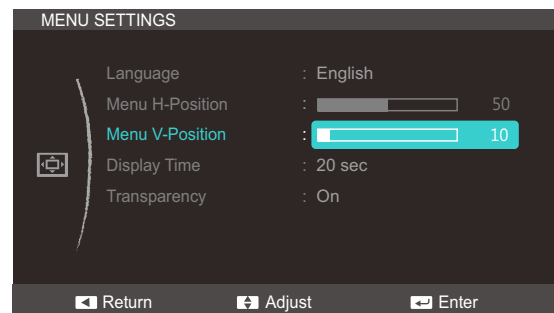 MENU SETTINGS
Language : English
Menu H-Position : 50
Menu V-Position : 10
Display Time : 20 sec
Transparency : On
Return Adjust Enter